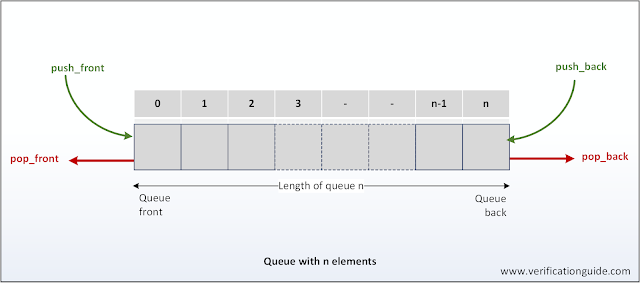 push_front
push_back
0 1 2 3 - - n-1 n
pop_front
pop_back
Length of queue n
Queue
front
Queue
back
Queue with n elements
www.verificationguide.com